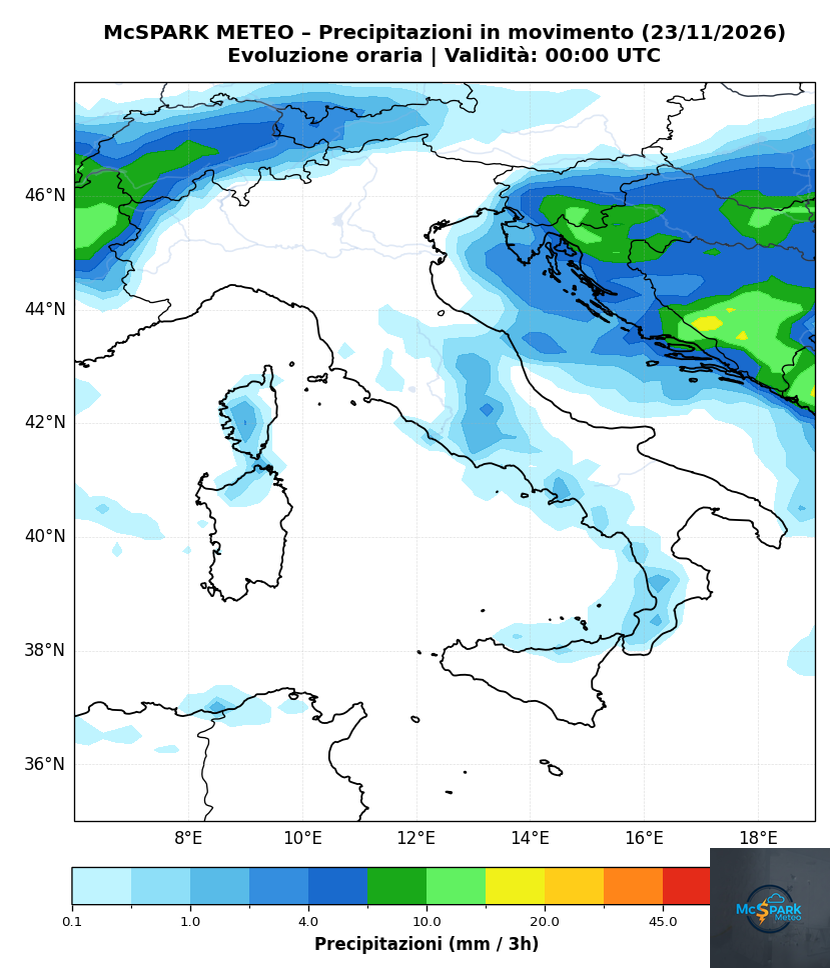 McSPARK METEO – Precipitazioni in movimento (23/11/2026)
Evoluzione oraria | Validità: 00:00 UTC
46°N
44°N
42°N
40°N
38°N
36°N
8°E 10°E 12°E 14°E 16°E 18°E
0.1 1.0 4.0 10.0 20.0 45.0
Precipitazioni (mm / 3h)
McSPARK
Meteo